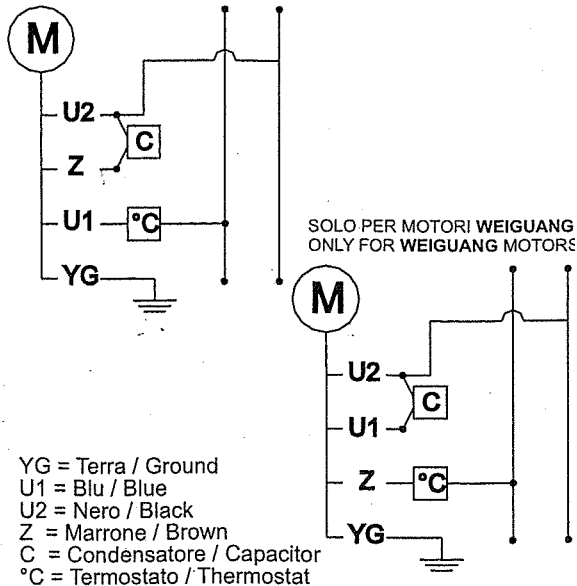 M
U2
C
Z
U1 °C
YG
SOLO PER MOTORI WEIGUANG
ONLY FOR WEIGUANG MOTORS
M
U2
C
U1
Z °C
YG
YG = Terra / Ground
U1 = Blu / Blue
U2 = Nero / Black
Z = Marrone / Brown
C = Condensatore / Capacitor
°C = Termostato / Thermostat